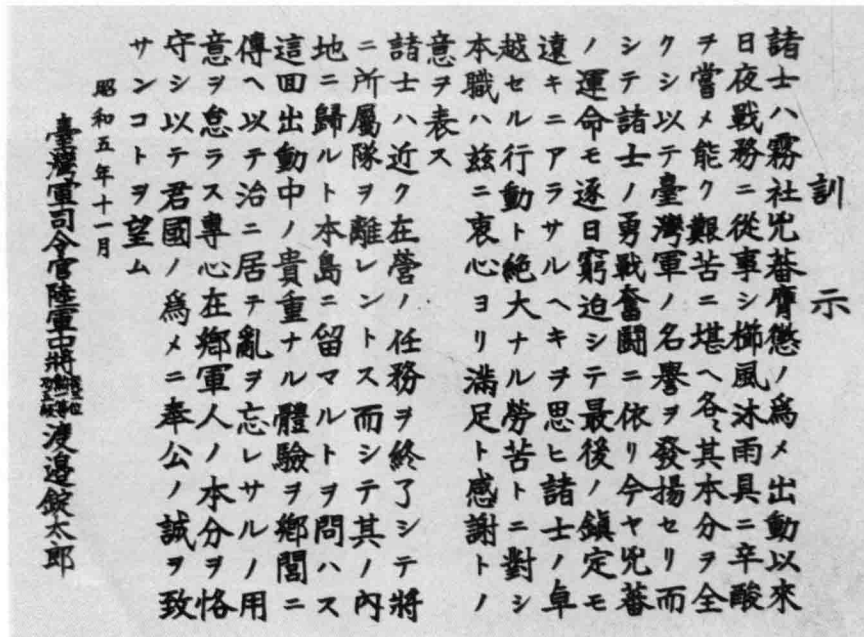 訓示
諸士ハ霧社兇蕃膺懲ノ爲メ出動以來
日夜戰務ニ從事シ櫛風沐雨具ニ辛酸
ヲ嘗メ能ク艱苦ニ堪ヘ各〻其本分ヲ全
クシ以テ臺灣軍ノ名譽ヲ發揚セリ而
シテ諸士ノ勇戰奮鬪ニ依リ今ヤ兇蕃
ノ運命モ逐日窮迫シテ最後ノ鎭定モ
遠キニアラサルヘキヲ思ヒ諸士ノ卓
越セル行動ト絶大ナル勞苦トニ對シ
本職ハ玆ニ衷心ヨリ滿足ト感謝トノ
意ヲ表ス
諸士ハ近ク在營ノ任務ヲ終了シテ將
ニ所屬隊ヲ離レントス而シテ其ノ內
地ニ歸ルト本島ニ留マルトヲ問ハス
這回出動中ノ貴重ナル體驗ヲ鄕閭ニ
傳ヘ以テ治ニ居テ亂ヲ忘レサルノ用
意ヲ怠ラス專心在鄕軍人ノ本分ヲ恪
守シ以テ君國ノ爲メニ奉公ノ誠ヲ致
サンコトヲ望ム
昭和五年十一月
臺灣軍司令官陸軍中將渡邊錠太郎